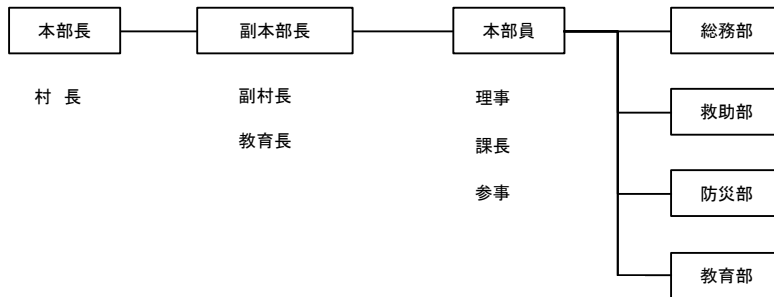 本部長
副本部長
本部員
総務部
村 長
副村長
理事
救助部
教育長
課長
参事
防災部
教育部